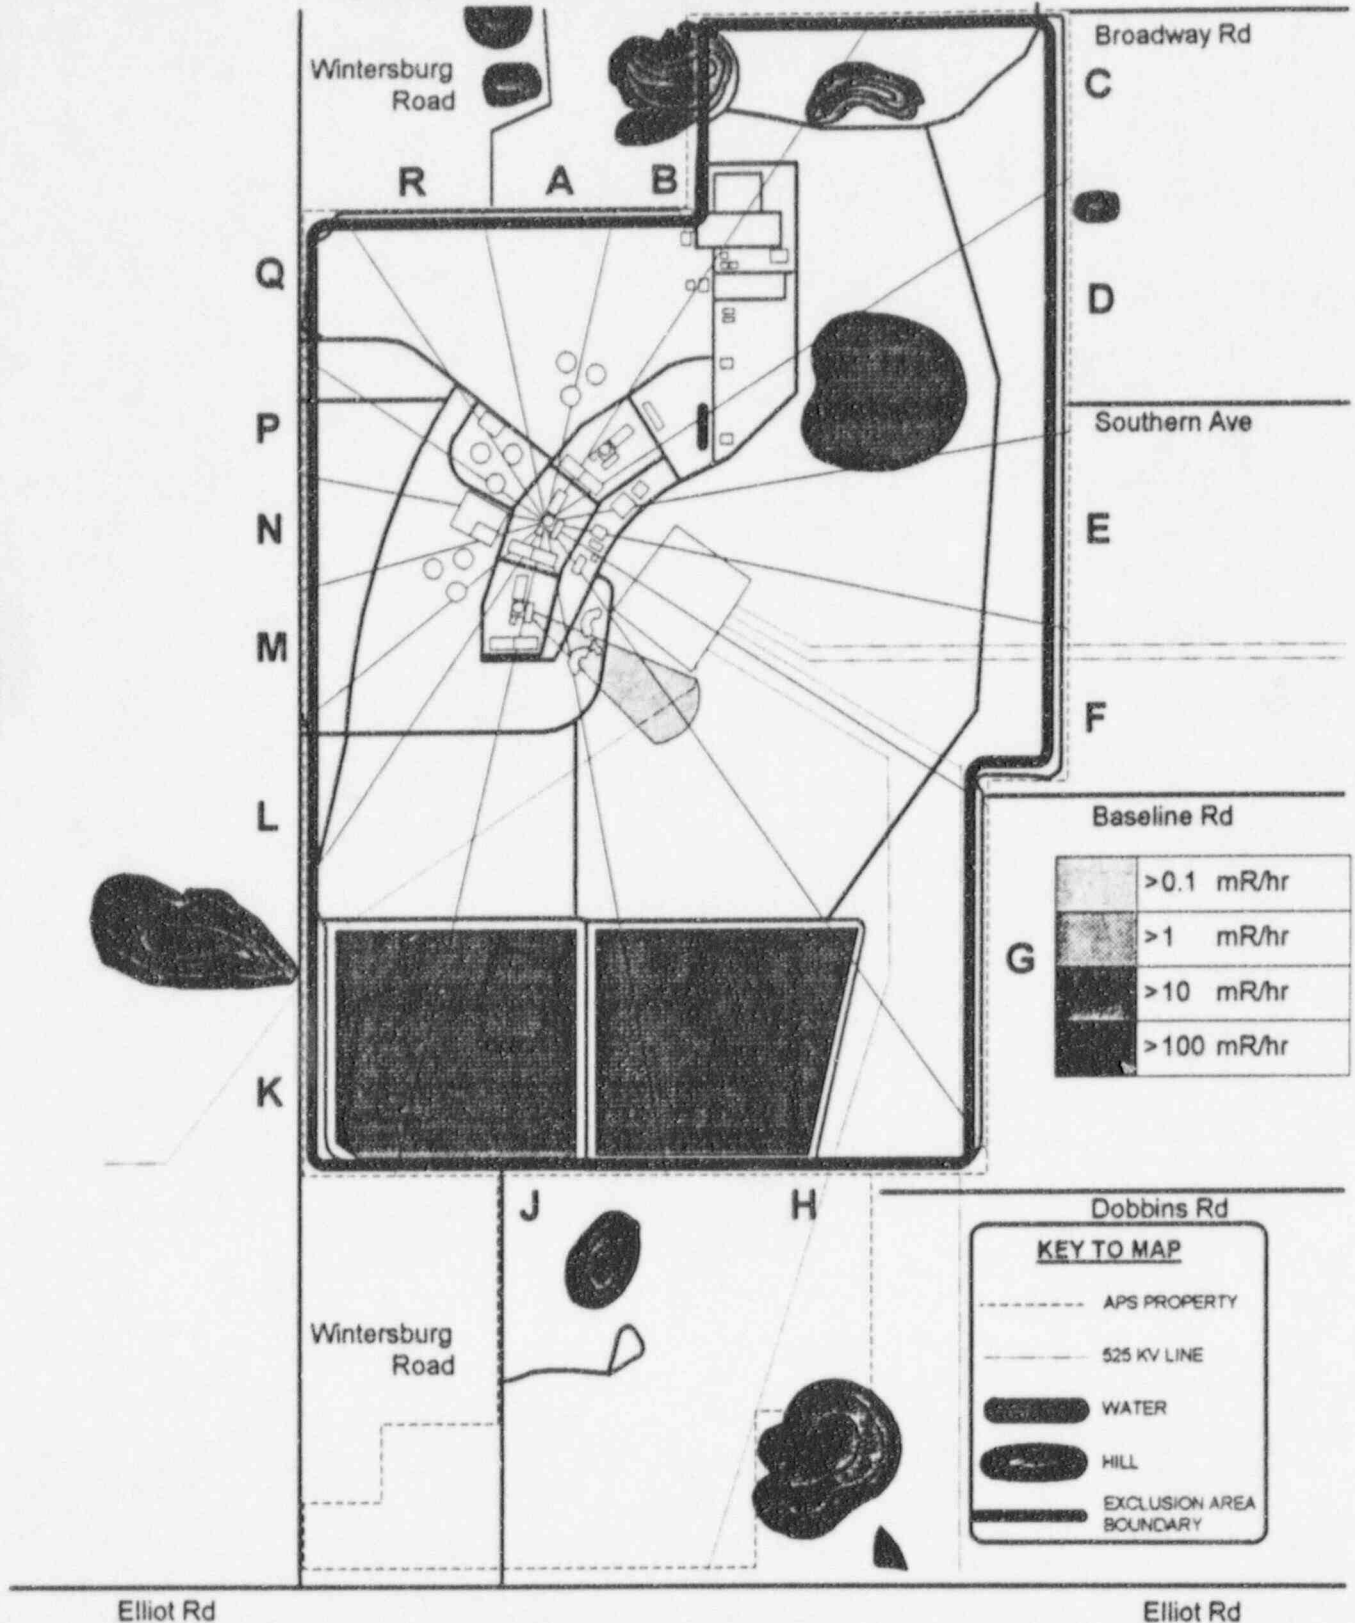 Broadway Rd
Wintersburg
Road
C
R
A
B
Q
D
P
Southern Ave
N
E
M
F
L
Baseline Rd
>0.1 mR/hr
>1 mR/hr
G
>10 mR/hr
>100 mR/hr
K
J
H
Dobbins Rd
KEY TO MAP
APS PROPERTY
Wintersburg
Road
525 KV LINE
WATER
HILL
EXCLUSION AREA
BOUNDARY
Elliot Rd
Elliot Rd